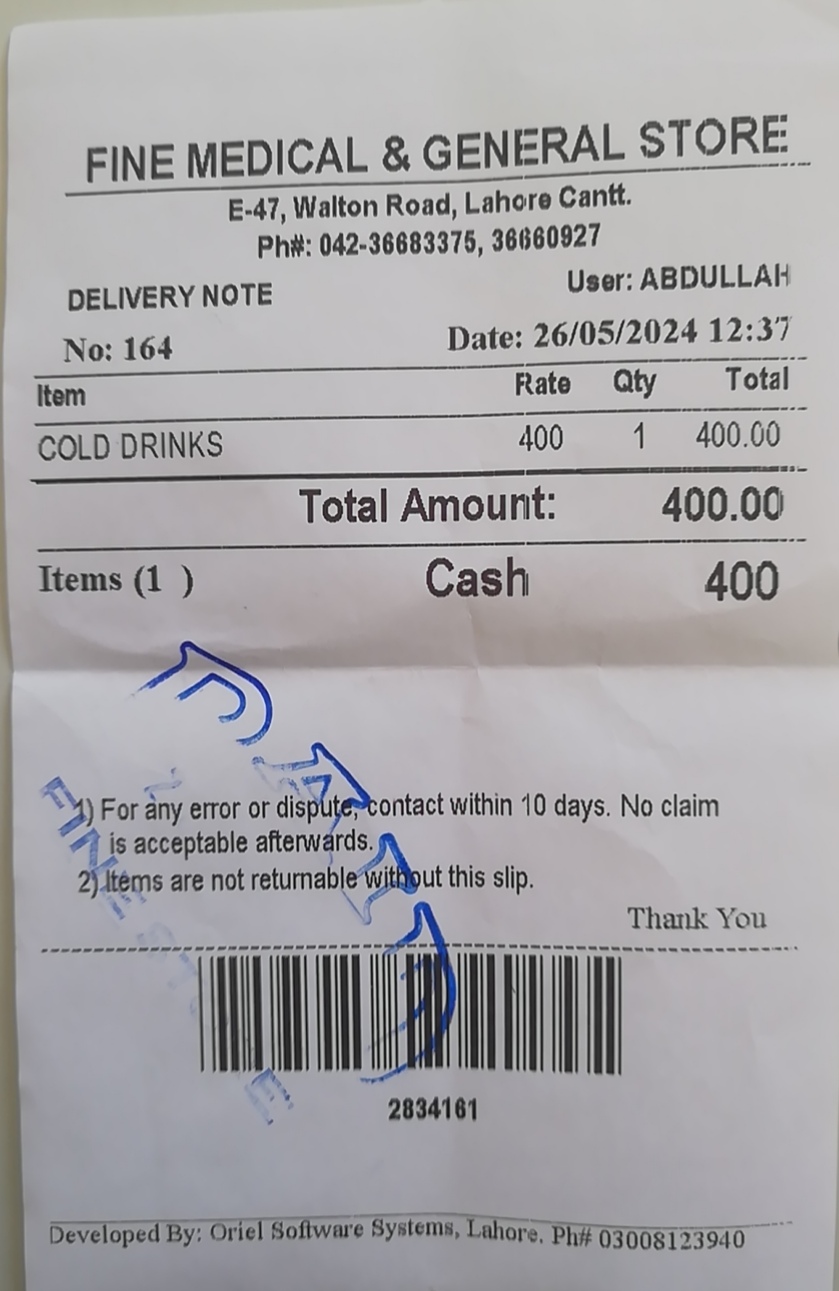 FINE MEDICAL & GENERAL STORE
E-47, Walton Road, Lahore Cantt.
Ph#: 042-36683375, 36660927
DELIVERY NOTE User: ABDULLAH
No: 164 Date: 26/05/2024 12:37
Item Rate Qty Total
COLD DRINKS 400 1 400.00
Total Amount: 400.00
Items (1 ) Cash 400
PAID
FINE STORE
1) For any error or dispute, contact within 10 days. No claim
is acceptable afterwards.
2) Items are not returnable without this slip.
Thank You
2834161
Developed By: Oriel Software Systems, Lahore. Ph# 03008123940